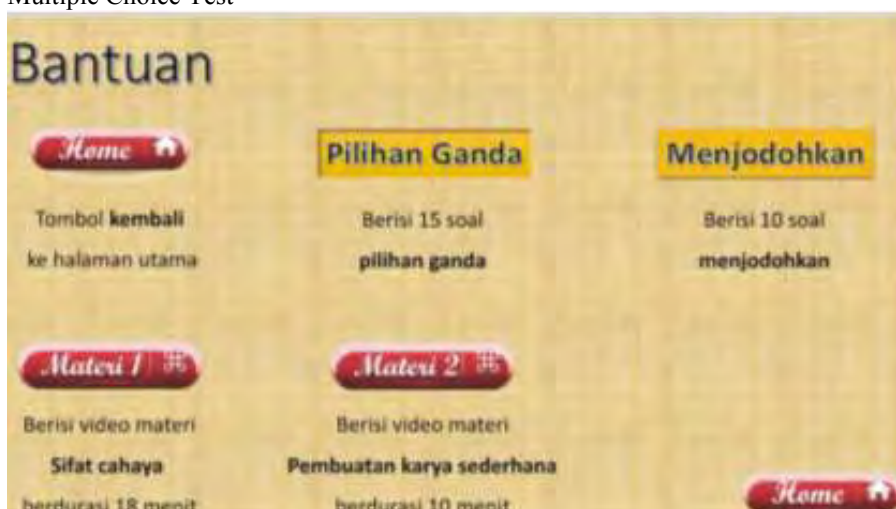 Multiple Choice Test
Bantuan
Home
Tombol kembali
ke halaman utama
Pilihan Ganda
Berisi 15 soal
pilihan ganda
Menjodohkan
Berisi 10 soal
menjodohkan
Materi 1
Berisi video materi
Sifat cahaya
berdurasi 18 menit
Materi 2
Berisi video materi
Pembuatan karya sederhana
berdurasi 10 menit
Home